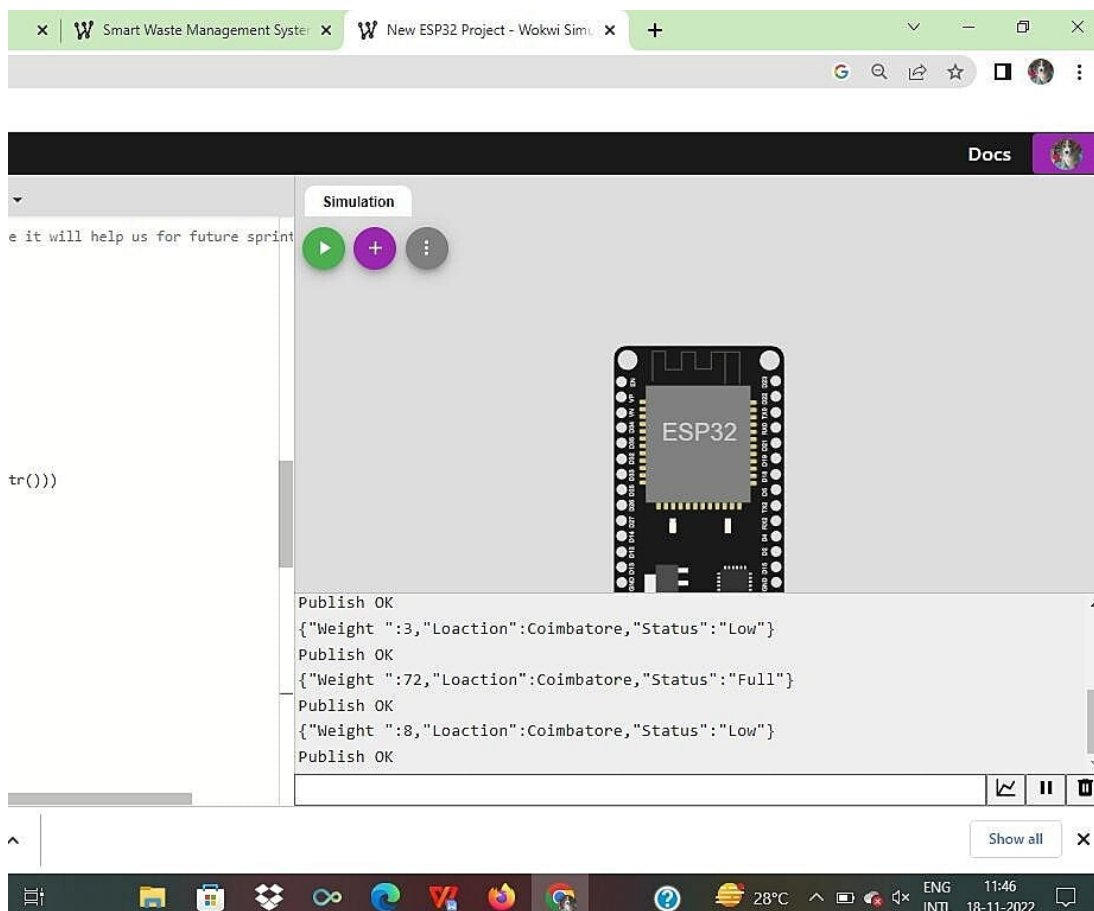 Smart Waste Management Syste
New ESP32 Project - Wokwi Simu
Docs
Simulation
e it will help us for future sprint
tr()))
ESP32
Publish OK
{"Weight ":3,"Loaction":Coimbatore,"Status":"Low"}
Publish OK
{"Weight ":72,"Loaction":Coimbatore,"Status":"Full"}
Publish OK
{"Weight ":8,"Loaction":Coimbatore,"Status":"Low"}
Publish OK
Show all
28°C
ENG
INTL
11:46
18-11-2022